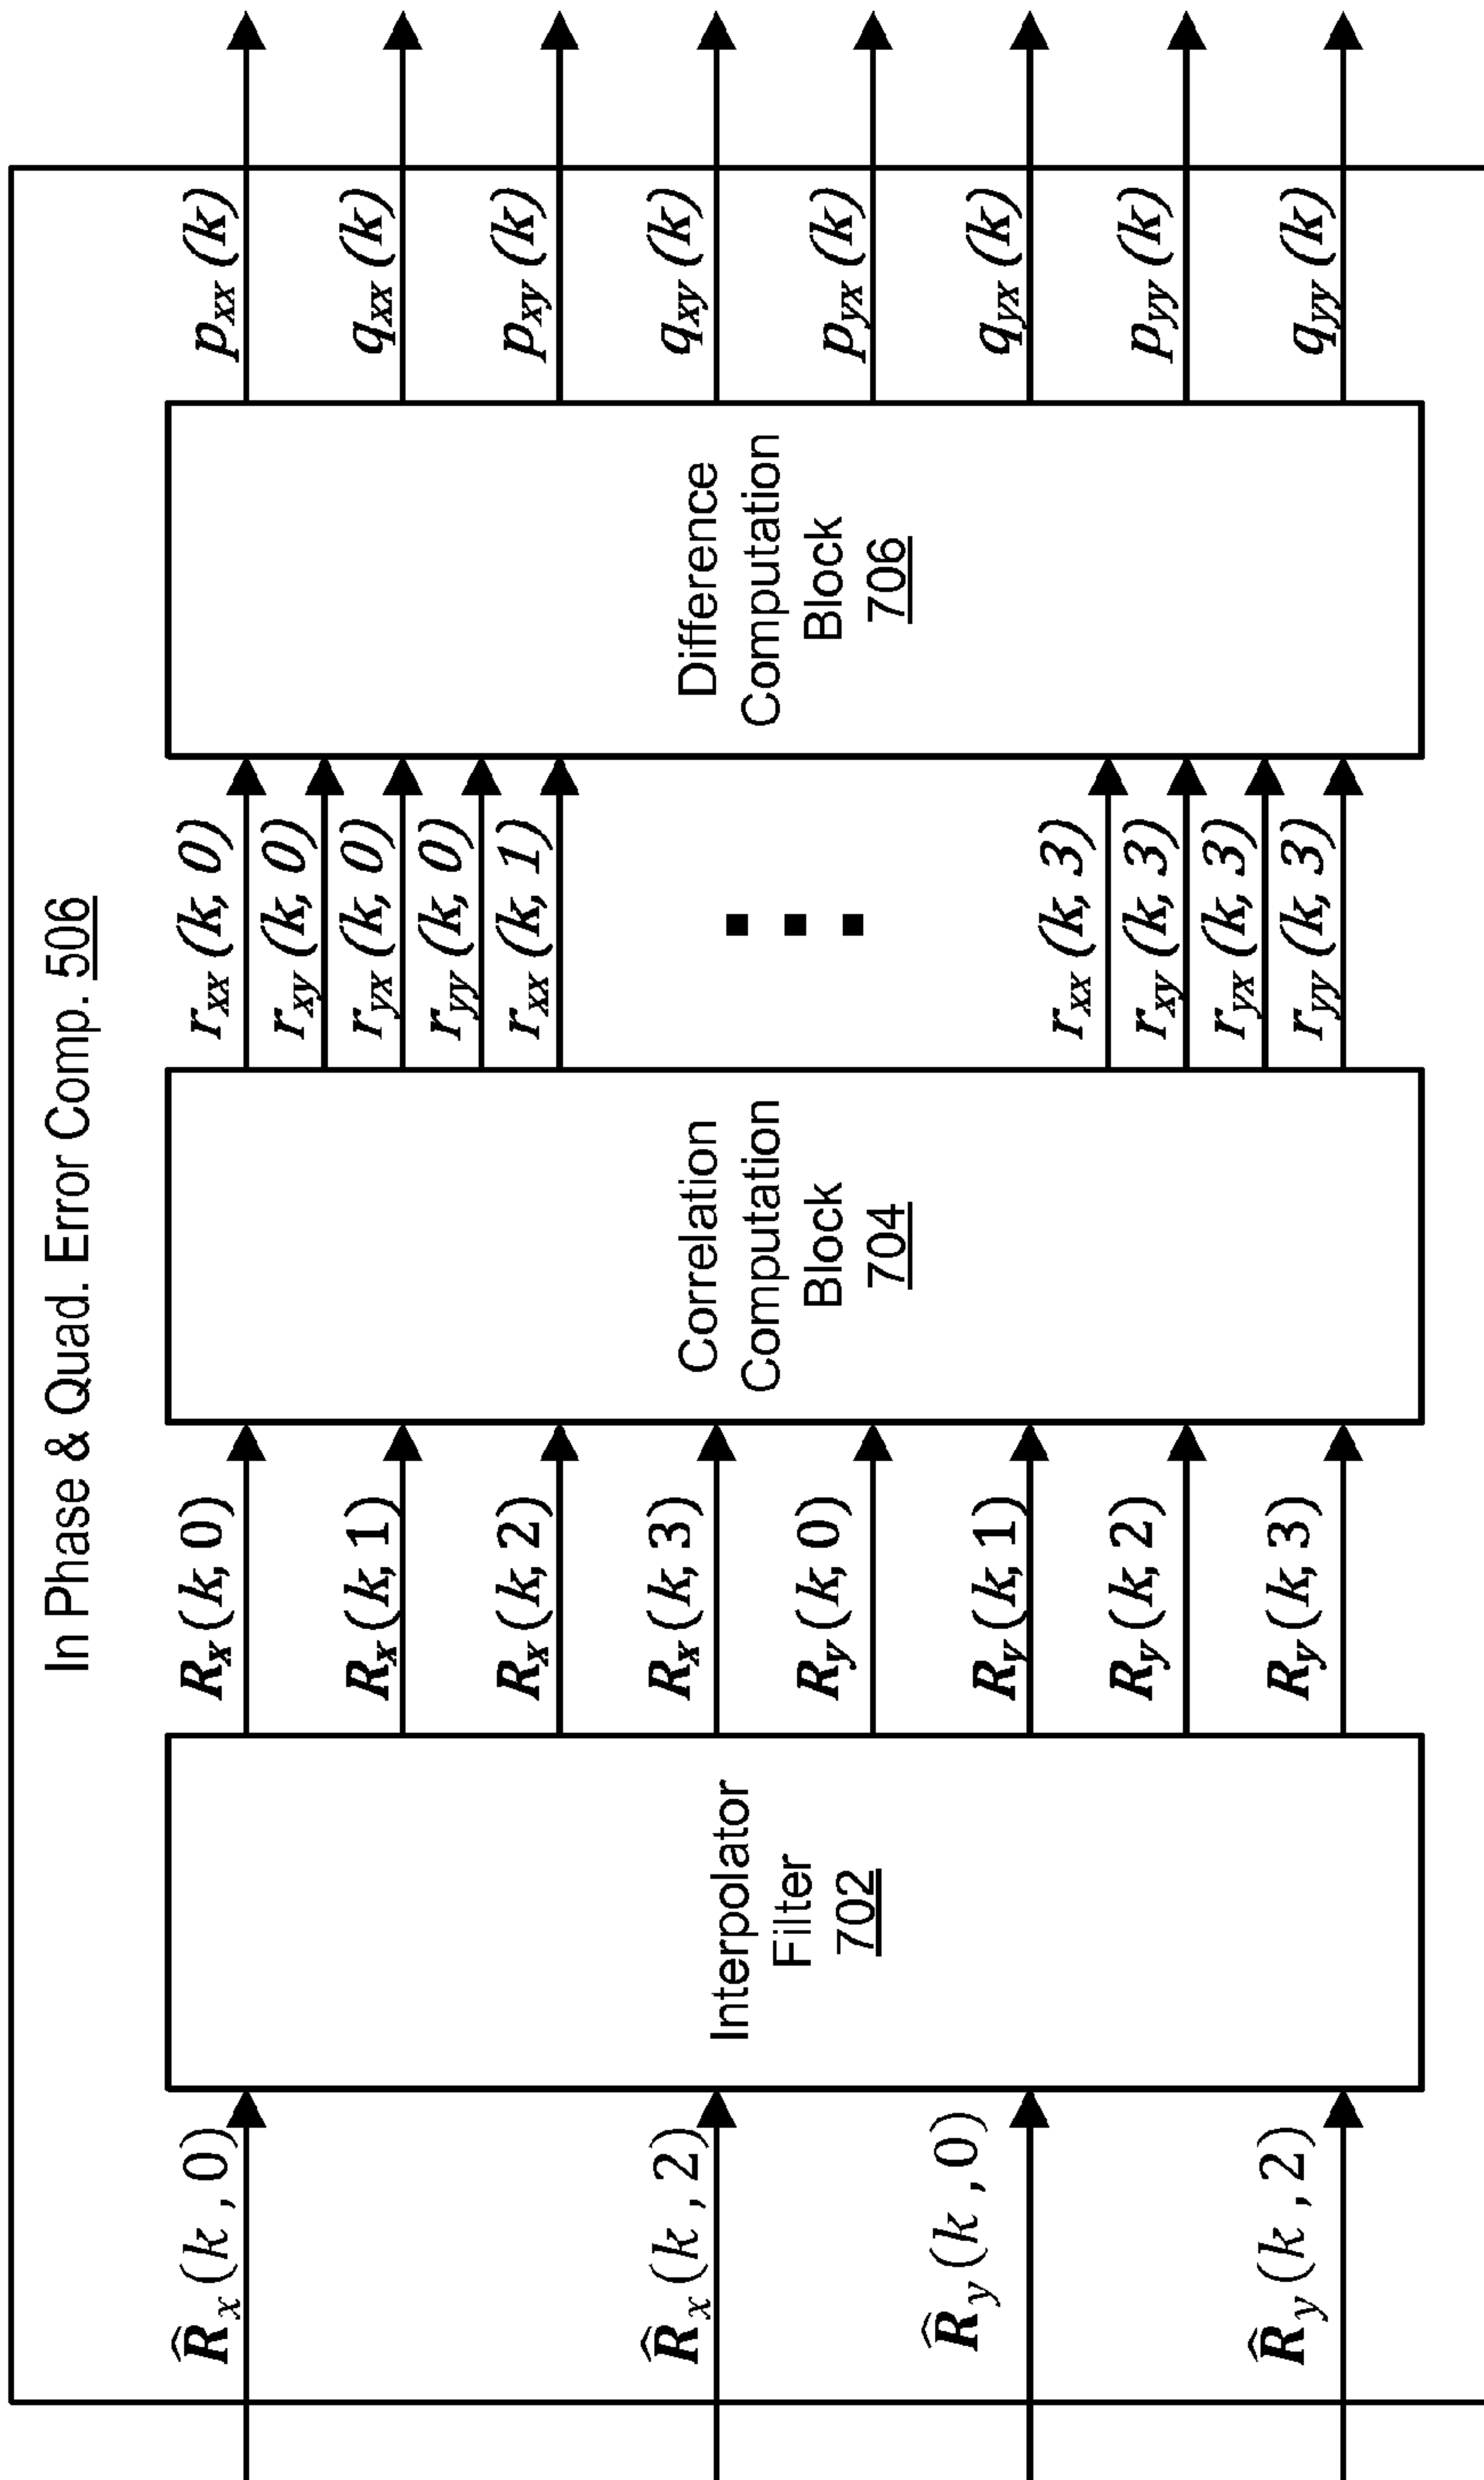 In Phase & Quad. Error Comp. 506
R̂x(k,0)
R̂x(k,2)
R̂y(k,0)
R̂y(k,2)
Interpolator
Filter
702
Rx(k, 0)
Rx(k, 1)
Rx(k, 2)
Rx(k, 3)
Ry(k, 0)
Ry(k, 1)
Ry(k, 2)
Ry(k, 3)
Correlation
Computation
Block
704
rxx(k, 0)
rxy(k, 0)
ryx(k, 0)
ryy(k, 0)
rxx(k, 1)
rxx(k, 3)
rxy(k, 3)
ryx(k, 3)
ryy(k, 3)
Difference
Computation
Block
706
pxx(k)
qxx(k)
pxy(k)
qxy(k)
pyx(k)
qyx(k)
pyy(k)
qyy(k)